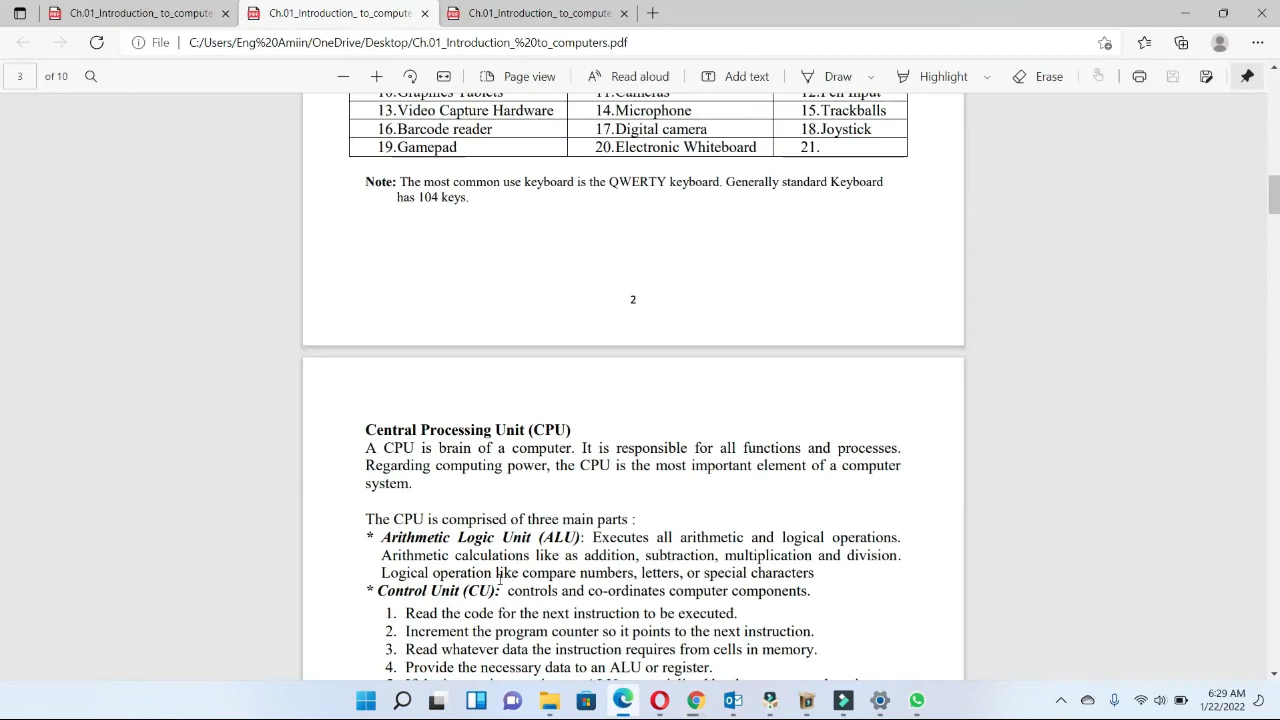 Ch.01_Introduction_ to_compute
Ch.01_Introduction_ to_compute
Ch.01_Introduction_ to_compute
File | C:/Users/Eng%20Amiin/OneDrive/Desktop/Ch.01_Introduction_%20to_computers.pdf
3 of 10 Page view Read aloud Add text Draw Highlight Erase
10.Graphics Tablets 11.Cameras 12.Pen Input
13.Video Capture Hardware 14.Microphone 15.Trackballs
16.Barcode reader 17.Digital camera 18.Joystick
19.Gamepad 20.Electronic Whiteboard 21.
Note: The most common use keyboard is the QWERTY keyboard. Generally standard Keyboard
has 104 keys.
2
Central Processing Unit (CPU)
A CPU is brain of a computer. It is responsible for all functions and processes.
Regarding computing power, the CPU is the most important element of a computer
system.
The CPU is comprised of three main parts :
* Arithmetic Logic Unit (ALU): Executes all arithmetic and logical operations.
Arithmetic calculations like as addition, subtraction, multiplication and division.
Logical operation like compare numbers, letters, or special characters
* Control Unit (CU): controls and co-ordinates computer components.
1. Read the code for the next instruction to be executed.
2. Increment the program counter so it points to the next instruction.
3. Read whatever data the instruction requires from cells in memory.
4. Provide the necessary data to an ALU or register.
6:29 AM
1/22/2022